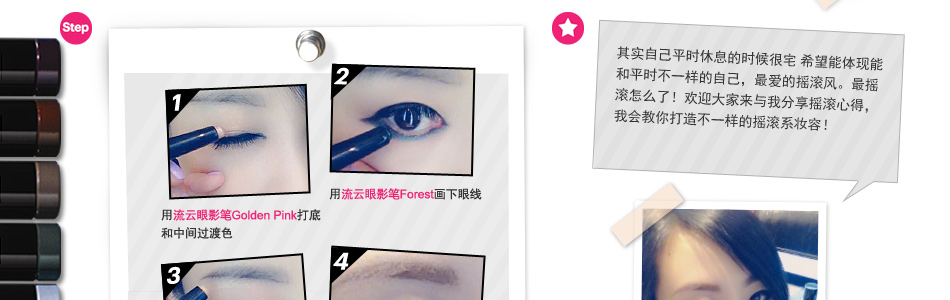 Step
1
用流云眼影笔Golden Pink打底
和中间过渡色
2
用流云眼影笔Forest画下眼线
3
4
其实自己平时休息的时候很宅 希望能体现能
和平时不一样的自己，最爱的摇滚风。最摇
滚怎么了！欢迎大家来与我分享摇滚心得，
我会教你打造不一样的摇滚系妆容！